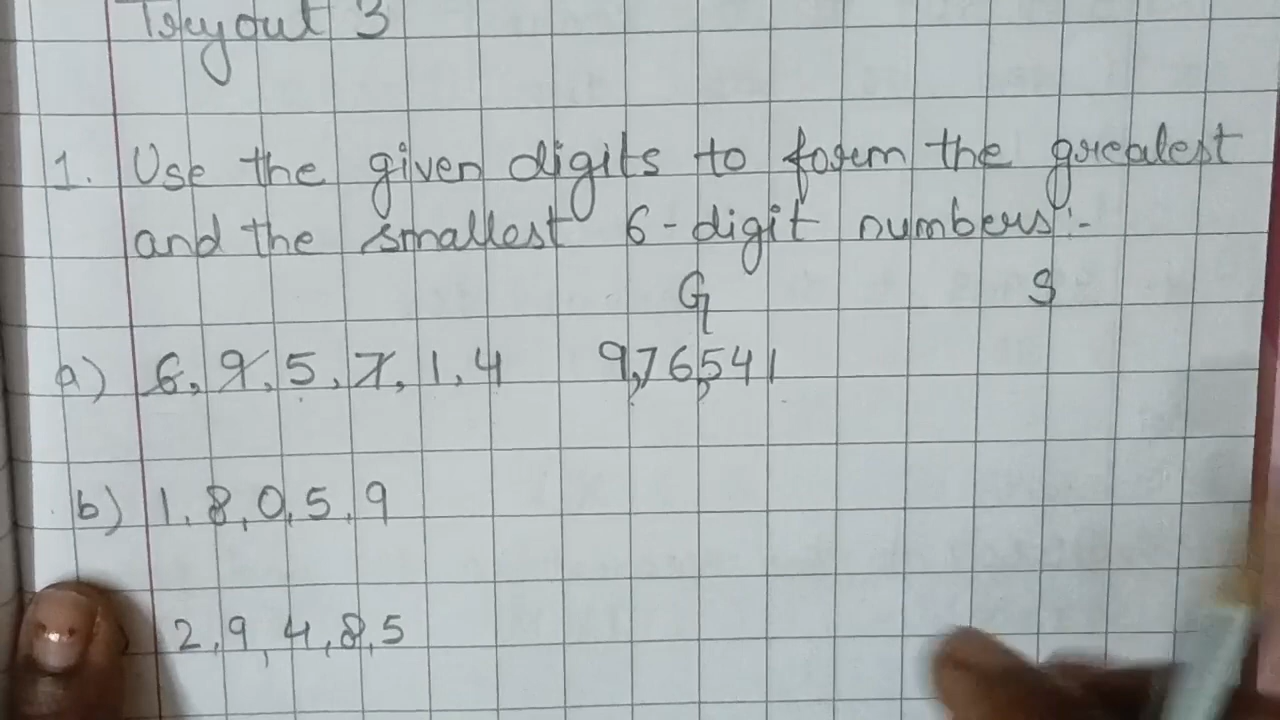 Tryout 3
1. Use the given digits to form the greatest
and the smallest 6-digit numbers:-
G S
a) 6, 9, 5, 7, 1, 4 9,76,541
b) 1, 8, 0, 5, 9
2, 9, 4, 8, 5